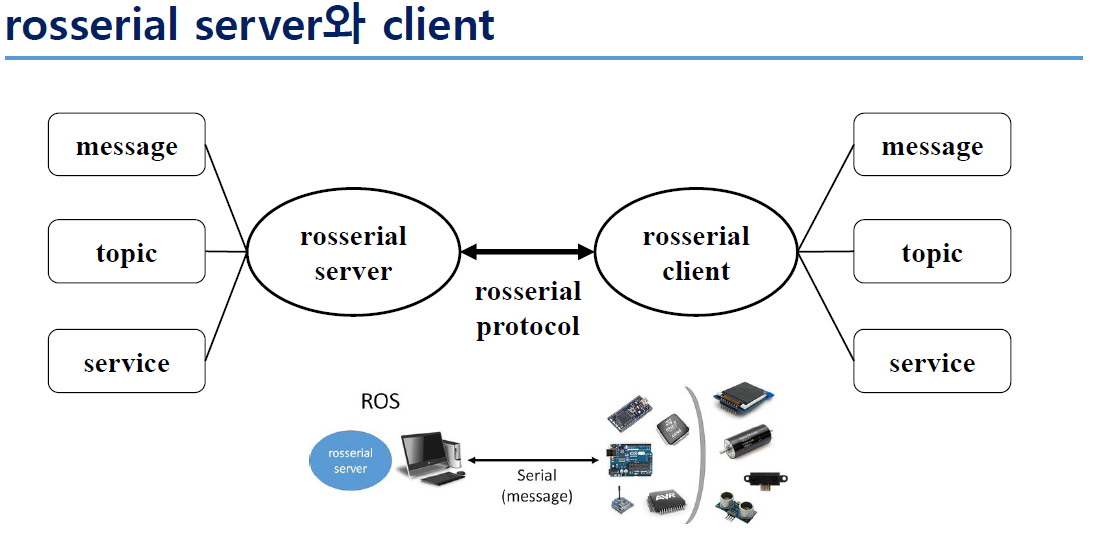 rosserial server와 client
message
topic
service
rosserial
server
rosserial
protocol
rosserial
client
message
topic
service
ROS
rosserial
server
Serial
(message)
AVR